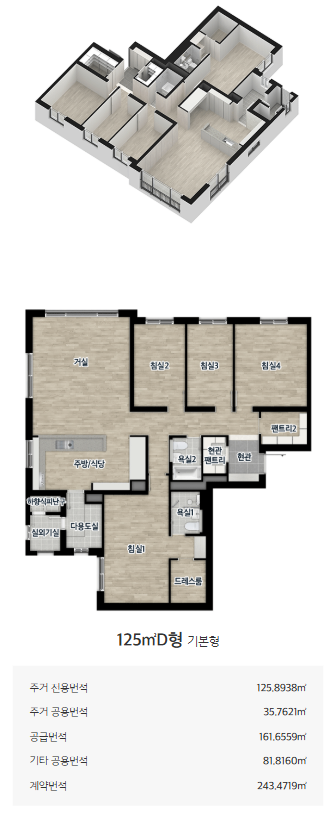 거실
침실2
침실3
침실4
팬트리2
주방/식당
욕실2
현관
팬트리
현관
하향식피난구
실외기실
다용도실
욕실1
침실1
드레스룸
125㎡D형 기본형
주거 전용면적 125.8938㎡
주거 공용면적 35.7621㎡
공급면적 161.6559㎡
기타 공용면적 81.8160㎡
계약면적 243.4719㎡